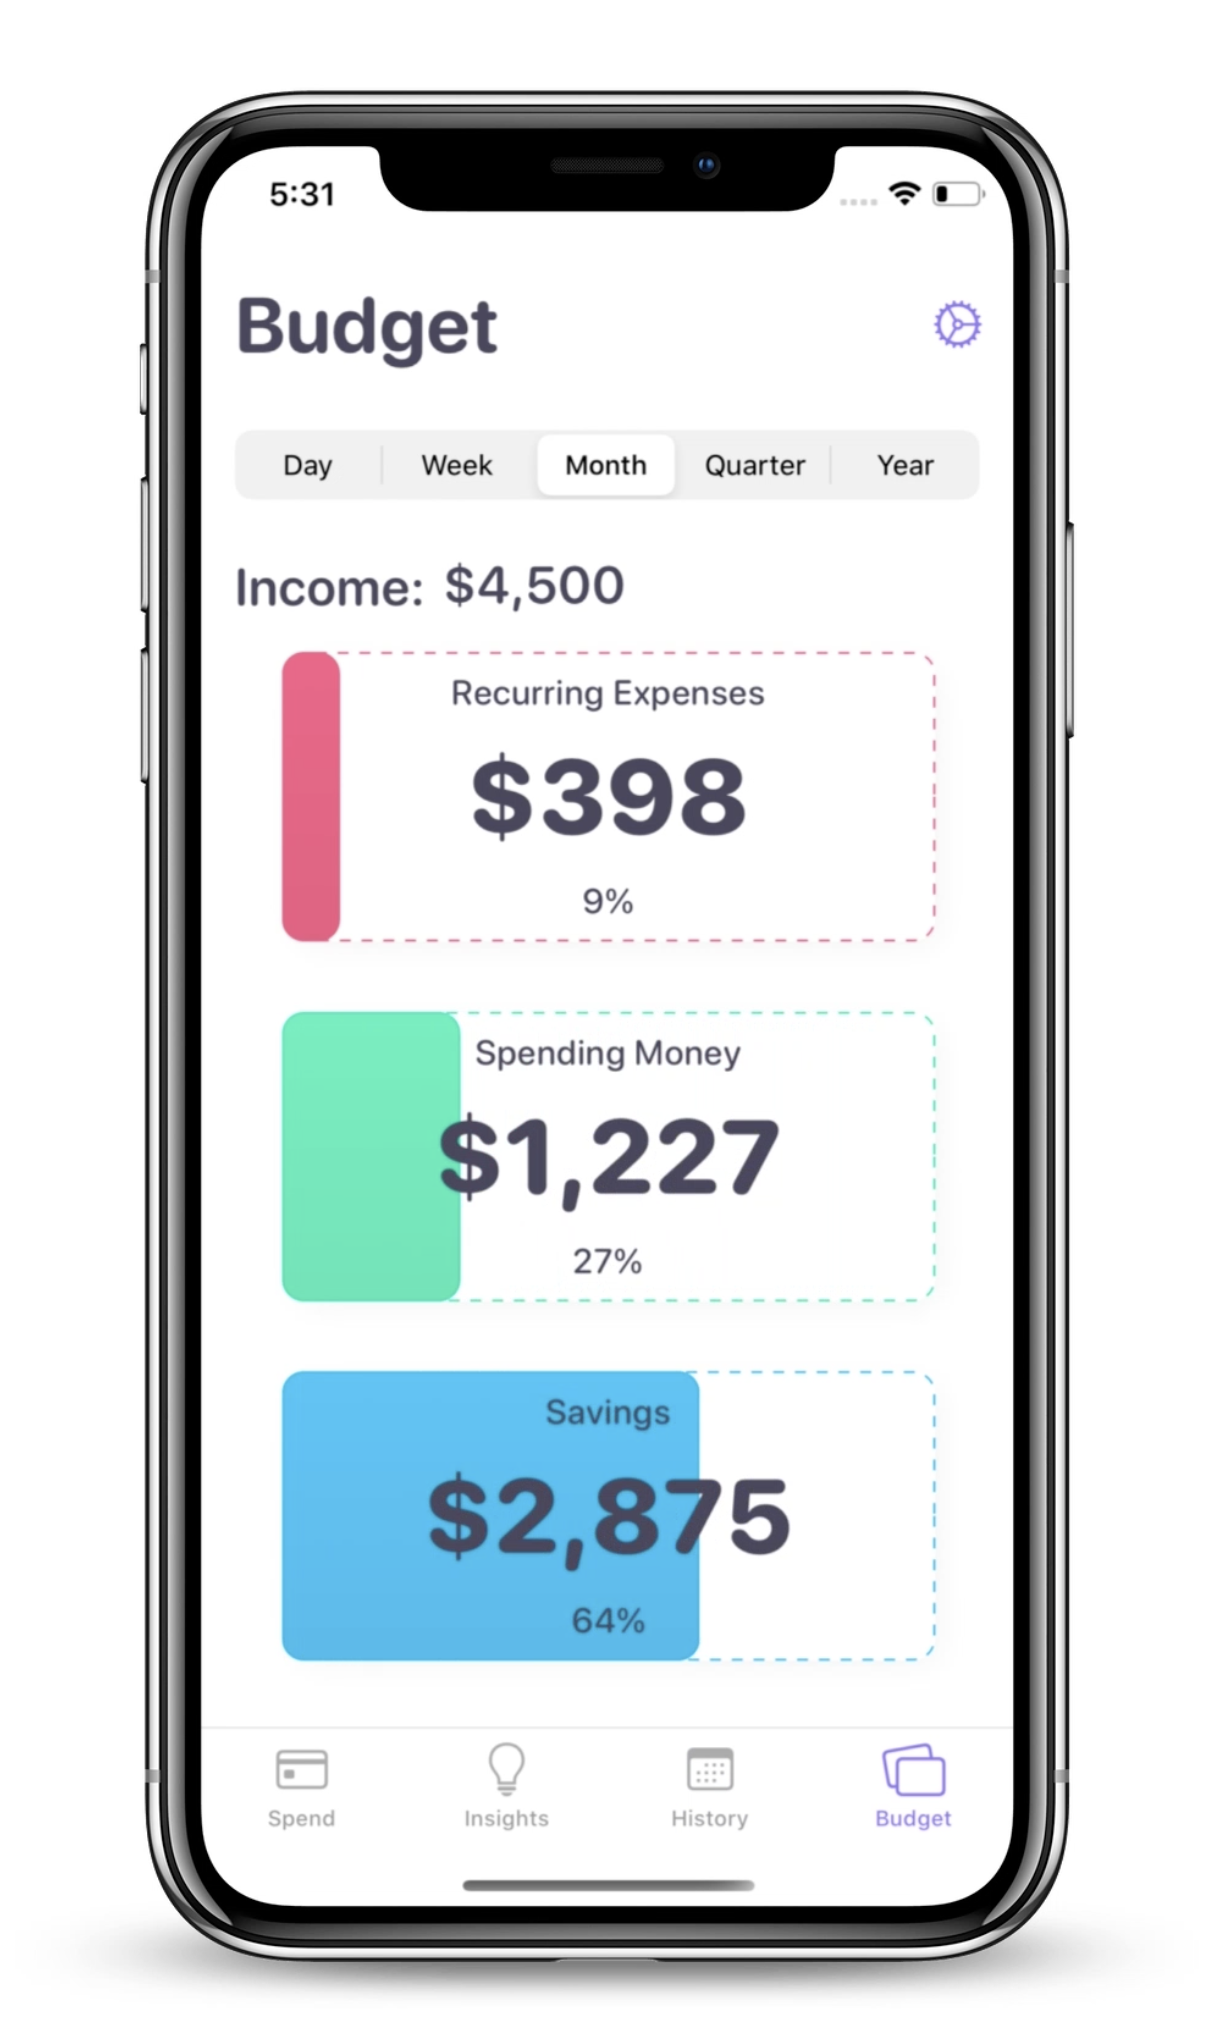 5:31
Budget
Day Week Month Quarter Year
Income: $4,500
Recurring Expenses
$398
9%
Spending Money
$1,227
27%
Savings
$2,875
64%
Spend Insights History Budget